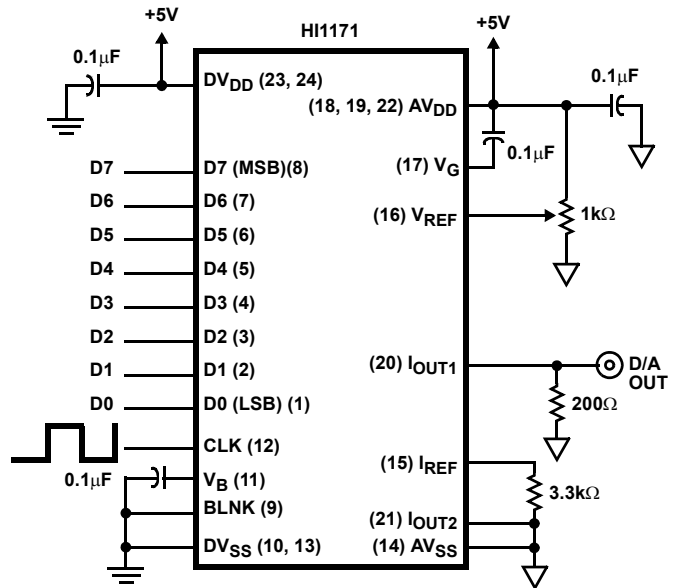 +5V
HI1171
+5V
0.1μF
DVDD (23, 24)
0.1μF
(18, 19, 22) AVDD
0.1μF
(17) VG
D7
D7 (MSB)(8)
D6
D6 (7)
(16) VREF
1kΩ
D5
D5 (6)
D4
D4 (5)
D3
D3 (4)
D2
D2 (3)
D1
D1 (2)
(20) IOUT1
D/A
OUT
D0
D0 (LSB) (1)
200Ω
CLK (12)
0.1μF
VB (11)
(15) IREF
3.3kΩ
BLNK (9)
(21) IOUT2
DVSS (10, 13)
(14) AVSS